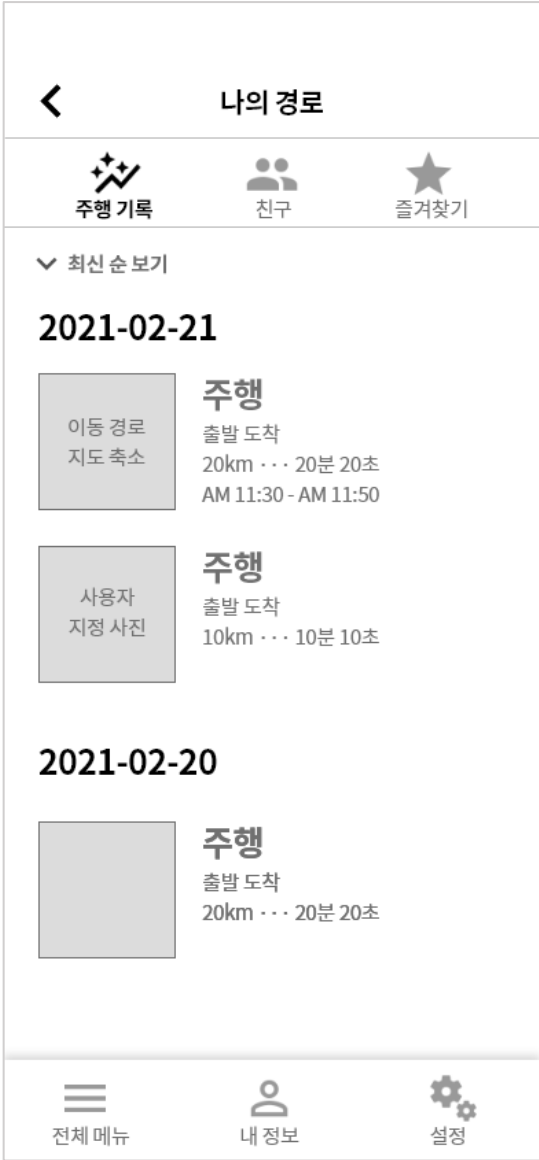 나의 경로
주행 기록
친구
즐겨찾기
최신 순 보기
2021-02-21
이동 경로
지도 축소
주행
출발 도착
20km ··· 20분 20초
AM 11:30 - AM 11:50
사용자
지정 사진
주행
출발 도착
10km ··· 10분 10초
2021-02-20
주행
출발 도착
20km ··· 20분 20초
전체 메뉴
내 정보
설정